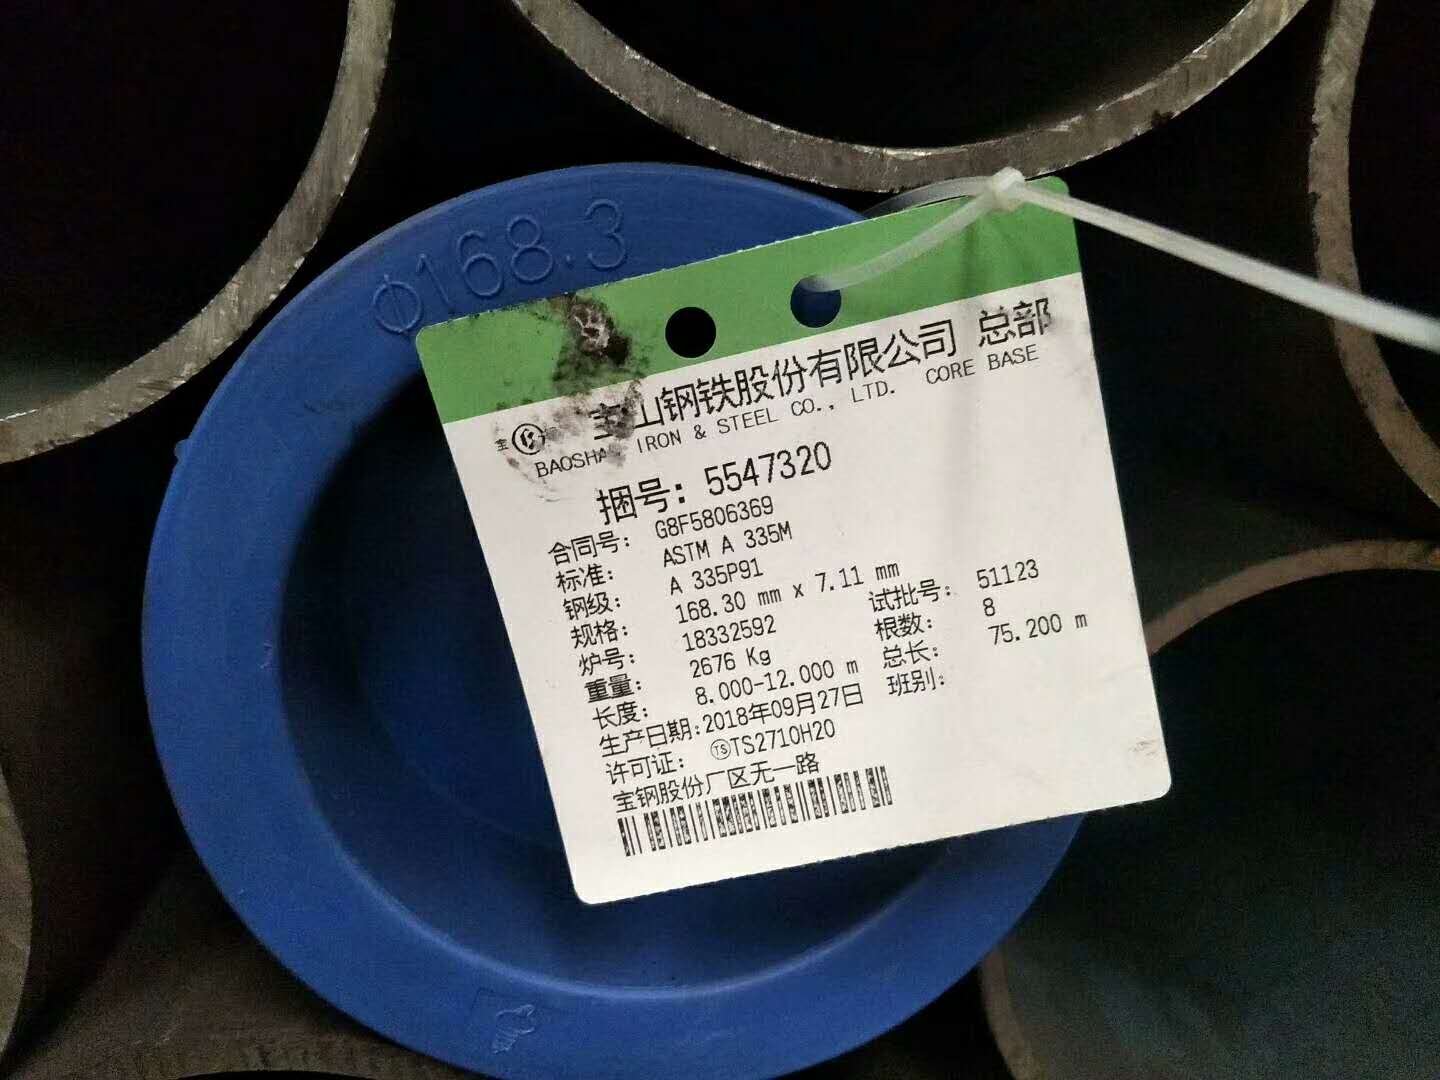 Φ168.3
宝山钢铁股份有限公司 总部
BAOSHAN IRON & STEEL CO., LTD. CORE BASE
捆号: 5547320
合同号: G8F5806369
标准: ASTM A 335M
钢级: A 335P91
规格: 168.30 mm x 7.11 mm
炉号: 18332592 试批号: 51123
重量: 2676 Kg 根数: 8
长度: 8.000-12.000 m 总长: 75.200 m
生产日期:2018年09月27日 班别:
许可证: TS TS2710H20
宝钢股份厂区无一路